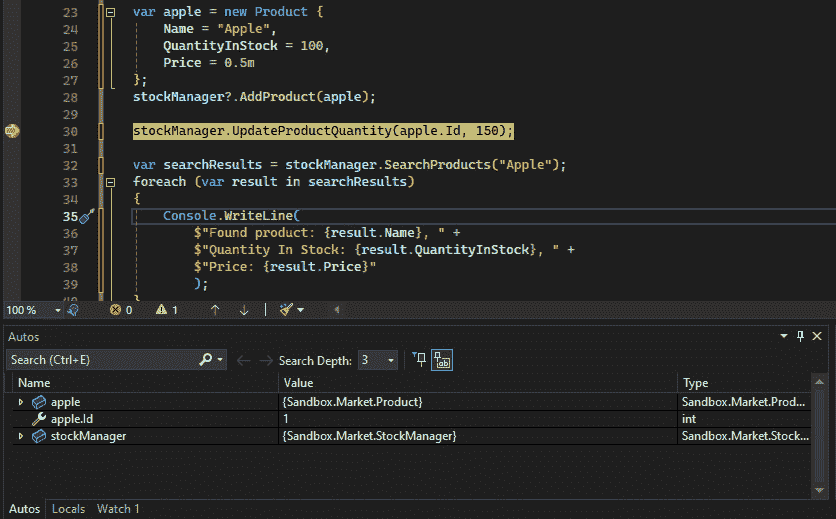 23 var apple = new Product {
24 Name = "Apple",
25 QuantityInStock = 100,
26 Price = 0.5m
27 };
28 stockManager?.AddProduct(apple);
29
30 stockManager.UpdateProductQuantity(apple.Id, 150);
31
32 var searchResults = stockManager.SearchProducts("Apple");
33 foreach (var result in searchResults)
34 {
35 Console.WriteLine(
36 $"Found product: {result.Name}, " +
37 $"Quantity In Stock: {result.QuantityInStock}, " +
38 $"Price: {result.Price}"
39 );
100 % 0 1
Autos
Search (Ctrl+E) Search Depth: 3
Name Value Type
apple {Sandbox.Market.Product} Sandbox.Market.Prod...
apple.Id 1 int
stockManager {Sandbox.Market.StockManager} Sandbox.Market.Stock...
Autos Locals Watch 1